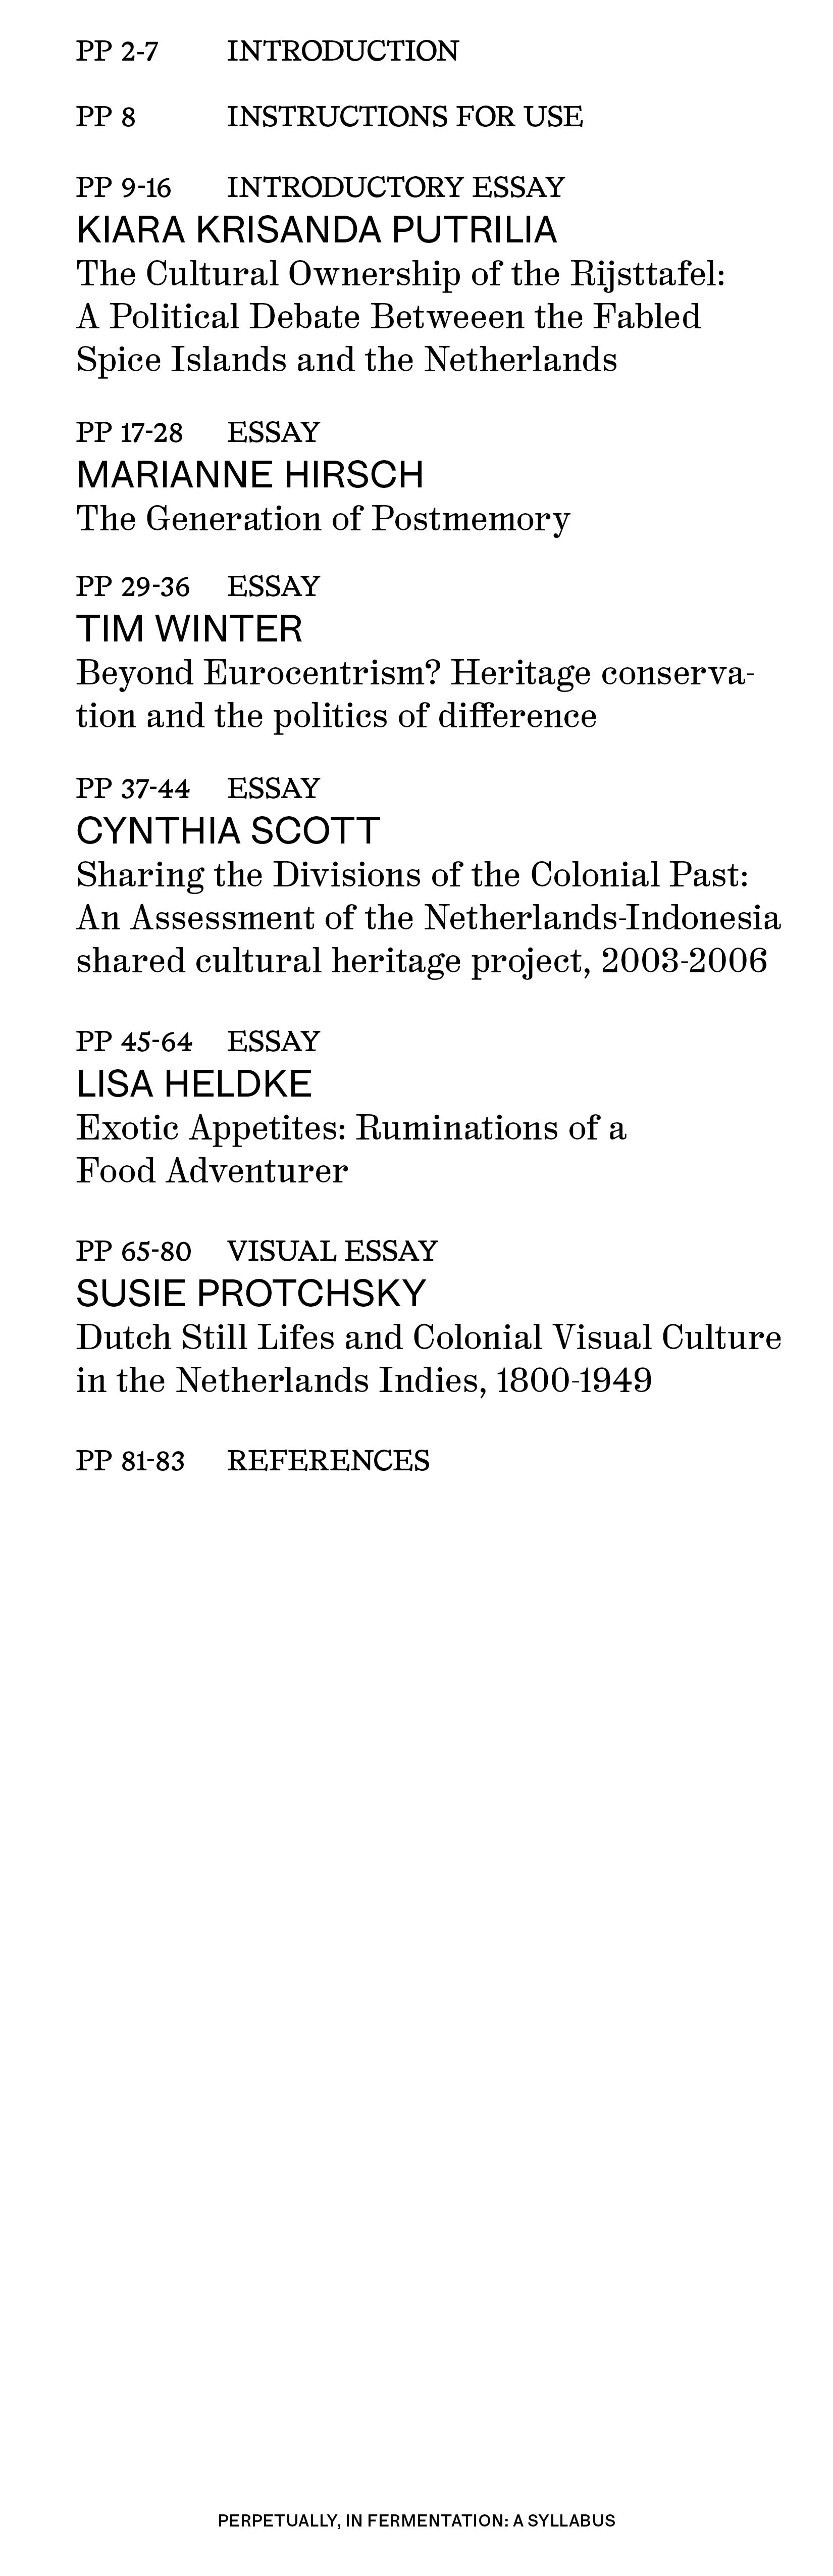 PP 2-7 INTRODUCTION
PP 8 INSTRUCTIONS FOR USE
PP 9-16 INTRODUCTORY ESSAY
KIARA KRISANDA PUTRILIA
The Cultural Ownership of the Rijsttafel:
A Political Debate Betweeen the Fabled
Spice Islands and the Netherlands
PP 17-28 ESSAY
MARIANNE HIRSCH
The Generation of Postmemory
PP 29-36 ESSAY
TIM WINTER
Beyond Eurocentrism? Heritage conserva-
tion and the politics of difference
PP 37-44 ESSAY
CYNTHIA SCOTT
Sharing the Divisions of the Colonial Past:
An Assessment of the Netherlands-Indonesia
shared cultural heritage project, 2003-2006
PP 45-64 ESSAY
LISA HELDKE
Exotic Appetites: Ruminations of a
Food Adventurer
PP 65-80 VISUAL ESSAY
SUSIE PROTCHSKY
Dutch Still Lifes and Colonial Visual Culture
in the Netherlands Indies, 1800-1949
PP 81-83 REFERENCES
PERPETUALLY, IN FERMENTATION: A SYLLABUS